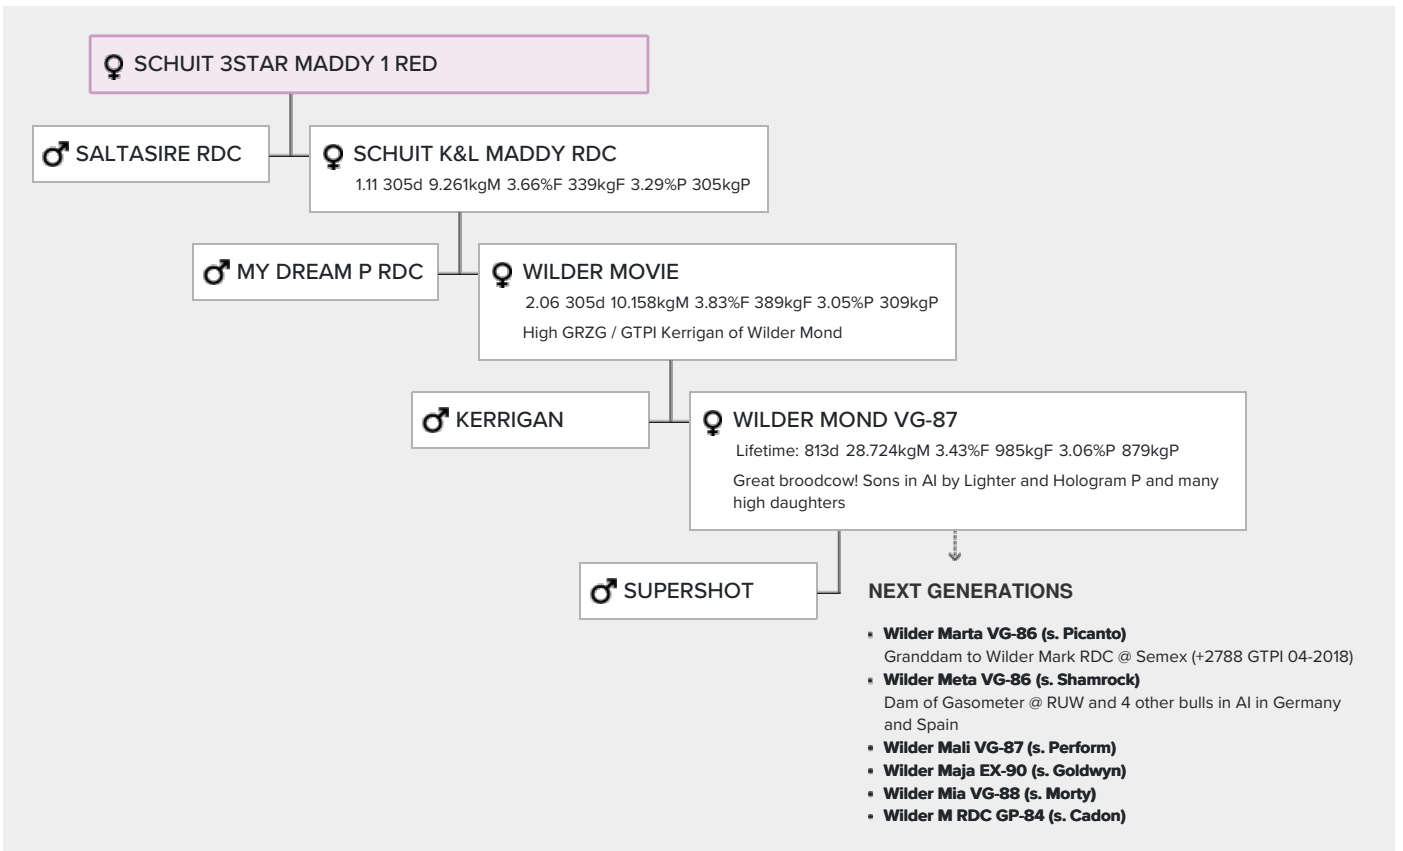 SCHUIT 3STAR MADDY 1 RED
SALTASIRE RDC
SCHUIT K&L MADDY RDC
1.11 305d 9.261kgM 3.66%F 339kgF 3.29%P 305kgP
MY DREAM P RDC
WILDER MOVIE
2.06 305d 10.158kgM 3.83%F 389kgF 3.05%P 309kgP
High GRZG / GTPI Kerrigan of Wilder Mond
KERRIGAN
WILDER MOND VG-87
Lifetime: 813d 28.724kgM 3.43%F 985kgF 3.06%P 879kgP
Great broodcow! Sons in AI by Lighter and Hologram P and many
high daughters
SUPERSHOT
NEXT GENERATIONS
Wilder Marta VG-86 (s. Picanto)
Granddam to Wilder Mark RDC @ Semex (+2788 GTPI 04-2018)
Wilder Meta VG-86 (s. Shamrock)
Dam of Gasometer @ RUW and 4 other bulls in AI in Germany
and Spain
Wilder Mali VG-87 (s. Perform)
Wilder Maja EX-90 (s. Goldwyn)
Wilder Mia VG-88 (s. Morty)
Wilder M RDC GP-84 (s. Cadon)